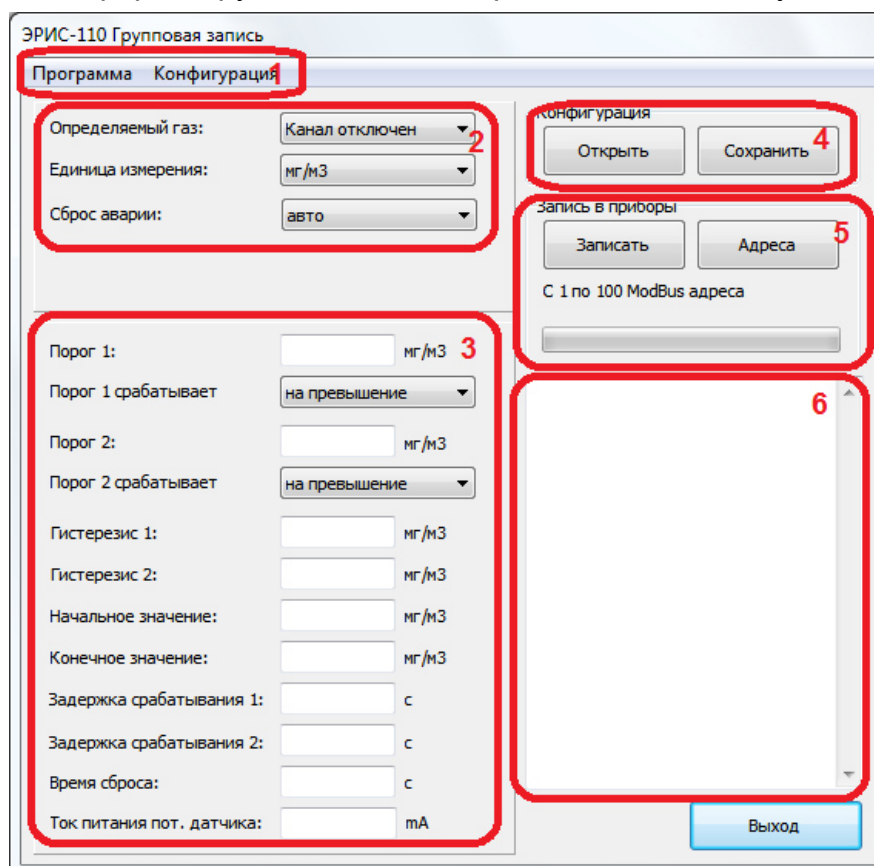 ЭРИС-110 Групповая запись
Программа Конфигурация 1
Определяемый газ: Канал отключен 2
Единица измерения: мг/м3
Сброс аварии: авто
Конфигурация
Открыть Сохранить 4
Запись в приборы
Записать Адреса 5
С 1 по 100 ModBus адреса
Порог 1: мг/м3 3
Порог 1 срабатывает на превышение
Порог 2: мг/м3
Порог 2 срабатывает на превышение
Гистерезис 1: мг/м3
Гистерезис 2: мг/м3
Начальное значение: мг/м3
Конечное значение: мг/м3
Задержка срабатывания 1: с
Задержка срабатывания 2: с
Время сброса: с
Ток питания пот. датчика: mA
6
Выход